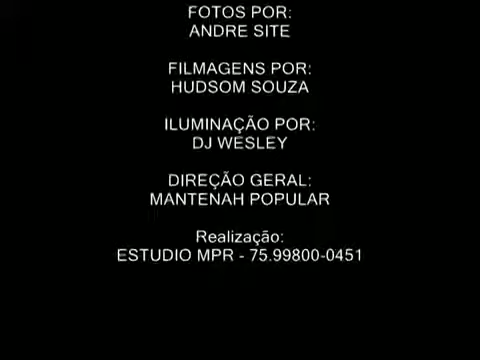 FOTOS POR:
ANDRE SITE
FILMAGENS POR:
HUDSOM SOUZA
ILUMINAÇÃO POR:
DJ WESLEY
DIREÇÃO GERAL:
MANTENAH POPULAR
Realização:
ESTUDIO MPR - 75.99800-0451